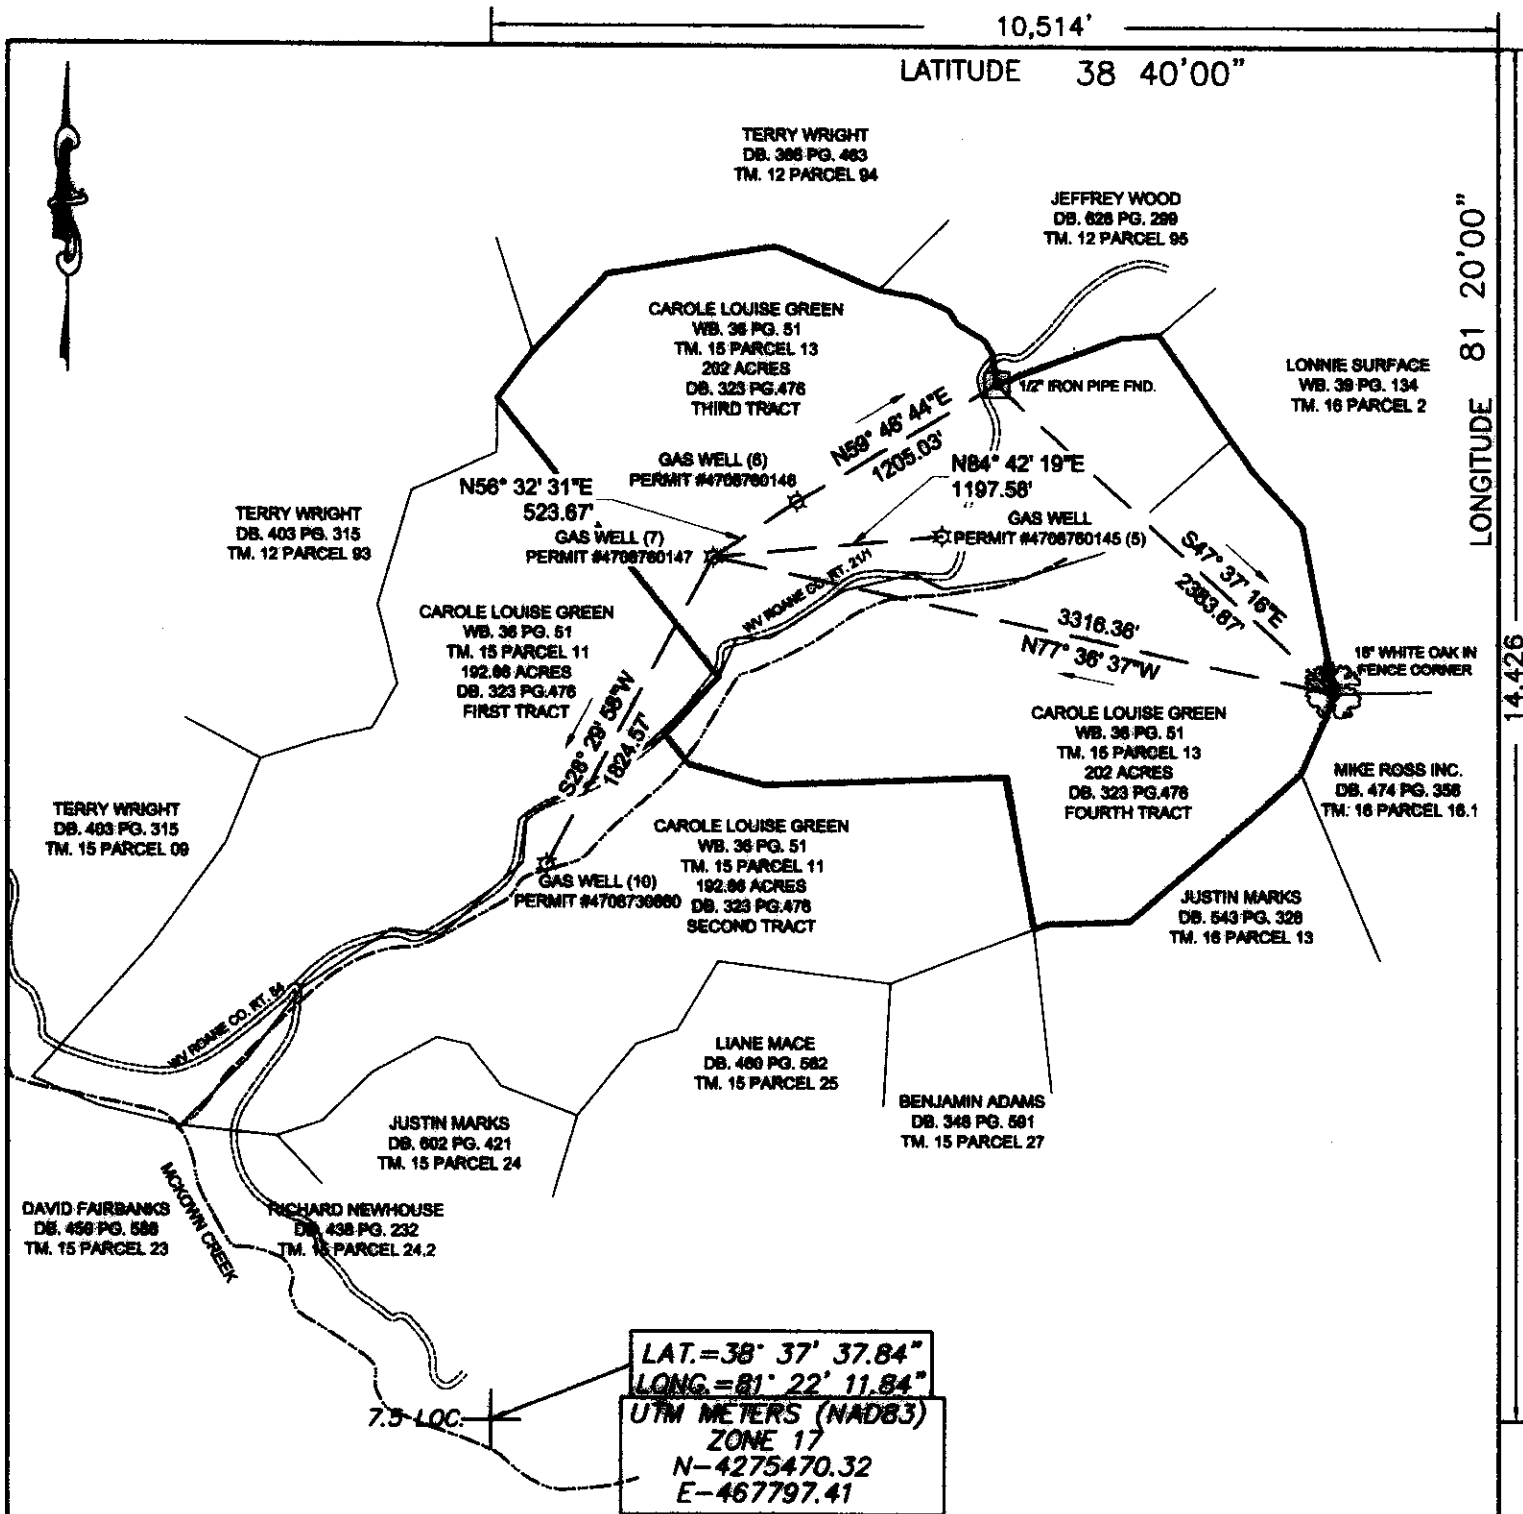 10,514'
LATITUDE 38 40'00"
TERRY WRIGHT
DB. 366 PG. 463
TM. 12 PARCEL 94
JEFFREY WOOD
DB. 626 PG. 299
TM. 12 PARCEL 95
LONGITUDE 81 20'00"
CAROLE LOUISE GREEN
WB. 36 PG. 51
TM. 15 PARCEL 13
202 ACRES
DB. 323 PG.476
THIRD TRACT
LONNIE SURFACE
WB. 39 PG. 134
TM. 16 PARCEL 2
1/2" IRON PIPE FND.
N59° 46' 44"E
1205.03'
GAS WELL (6)
PERMIT #4708760146
N84° 42' 19"E
1197.56'
N56° 32' 31"E
523.67'
GAS WELL (7)
PERMIT #4708760147
GAS WELL
PERMIT #4708760145 (5)
TERRY WRIGHT
DB. 403 PG. 315
TM. 12 PARCEL 93
S47° 37' 16"E
2383.87'
WV ROANE CO. RT. 21/1
CAROLE LOUISE GREEN
WB. 36 PG. 51
TM. 15 PARCEL 11
192.66 ACRES
DB. 323 PG.476
FIRST TRACT
3316.36'
N77° 36' 37"W
18" WHITE OAK IN
FENCE CORNER
14,426
S28° 29' 58"W
1824.57'
CAROLE LOUISE GREEN
WB. 36 PG. 51
TM. 15 PARCEL 13
202 ACRES
DB. 323 PG.476
FOURTH TRACT
MIKE ROSS INC.
DB. 474 PG. 356
TM. 16 PARCEL 16.1
TERRY WRIGHT
DB. 403 PG. 315
TM. 15 PARCEL 09
CAROLE LOUISE GREEN
WB. 36 PG. 51
TM. 15 PARCEL 11
192.66 ACRES
DB. 323 PG.476
SECOND TRACT
GAS WELL (10)
PERMIT #4708730660
JUSTIN MARKS
DB. 543 PG. 328
TM. 16 PARCEL 13
WV ROANE CO. RT. 54
LIANE MACE
DB. 460 PG. 562
TM. 15 PARCEL 25
BENJAMIN ADAMS
DB. 348 PG. 591
TM. 15 PARCEL 27
JUSTIN MARKS
DB. 602 PG. 421
TM. 15 PARCEL 24
MCKOWN CREEK
DAVID FAIRBANKS
DB. 456 PG. 586
TM. 15 PARCEL 23
RICHARD NEWHOUSE
DB. 438 PG. 232
TM. 15 PARCEL 24.2
LAT.=38° 37' 37.84"
LONG.=81° 22' 11.84"
7.5 LOC.
UTM METERS (NAD83)
ZONE 17
N-4275470.32
E-467797.41